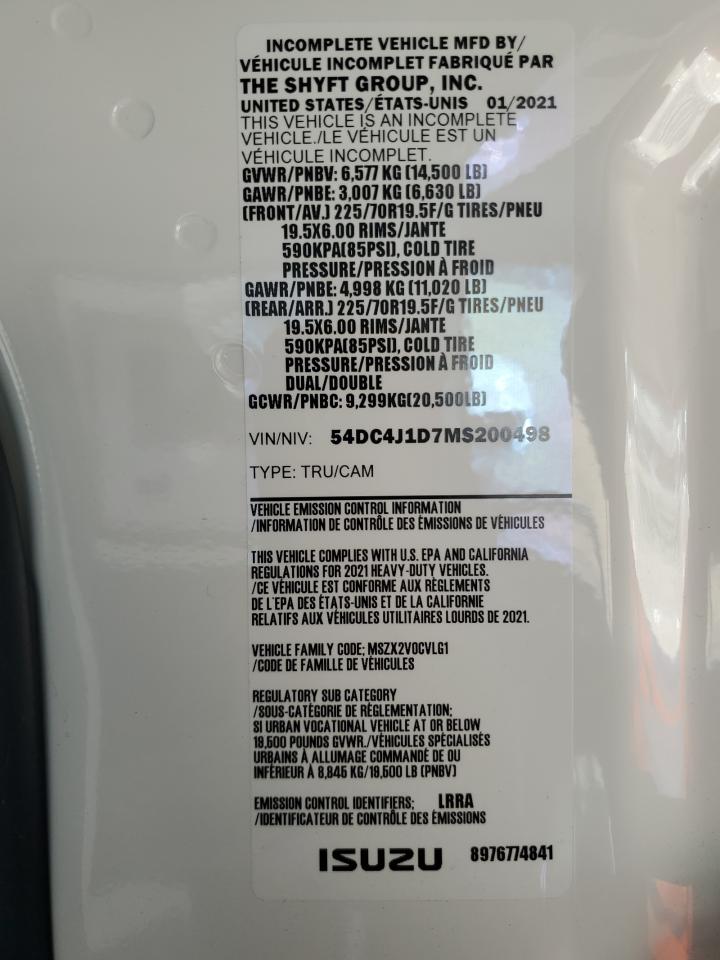 INCOMPLETE VEHICLE MFD BY/
VÉHICULE INCOMPLET FABRIQUÉ PAR
THE SHYFT GROUP, INC.
UNITED STATES/ÉTATS-UNIS 01/2021
THIS VEHICLE IS AN INCOMPLETE
VEHICLE./LE VÉHICULE EST UN
VÉHICULE INCOMPLET.
GVWR/PNBV: 6,577 KG (14,500 LB)
GAWR/PNBE: 3,007 KG (6,630 LB)
(FRONT/AV.) 225/70R19.5F/G TIRES/PNEU
19.5X6.00 RIMS/JANTE
590KPA(85PSI), COLD TIRE
PRESSURE/PRESSION À FROID
GAWR/PNBE: 4,998 KG (11,020 LB)
(REAR/ARR.) 225/70R19.5F/G TIRES/PNEU
19.5X6.00 RIMS/JANTE
590KPA(85PSI), COLD TIRE
PRESSURE/PRESSION À FROID
DUAL/DOUBLE
GCWR/PNBC: 9,299KG(20,500LB)
VIN/NIV: 54DC4J1D7MS200498
TYPE: TRU/CAM
VEHICLE EMISSION CONTROL INFORMATION
/INFORMATION DE CONTRÔLE DES ÉMISSIONS DE VÉHICULES
THIS VEHICLE COMPLIES WITH U.S. EPA AND CALIFORNIA
REGULATIONS FOR 2021 HEAVY-DUTY VEHICLES.
/CE VÉHICULE EST CONFORME AUX RÈGLEMENTS
DE L'EPA DES ÉTATS-UNIS ET DE LA CALIFORNIE
RELATIFS AUX VÉHICULES UTILITAIRES LOURDS DE 2021.
VEHICLE FAMILY CODE; MSZX2VOCVLG1
/CODE DE FAMILLE DE VÉHICULES
REGULATORY SUB CATEGORY
/SOUS-CATÉGORIE DE RÉGLEMENTATION;
SI URBAN VOCATIONAL VEHICLE AT OR BELOW
19,500 POUNDS GVWR./VÉHICULES SPÉCIALISÉS
URBAINS À ALLUMAGE COMMANDÉ DE OU
INFÉRIEUR À 8,845 KG/19,500 LB (PNBV)
EMISSION CONTROL IDENTIFIERS; LRRA
/IDENTIFICATEUR DE CONTRÔLE DES ÉMISSIONS
ISUZU 8976774841